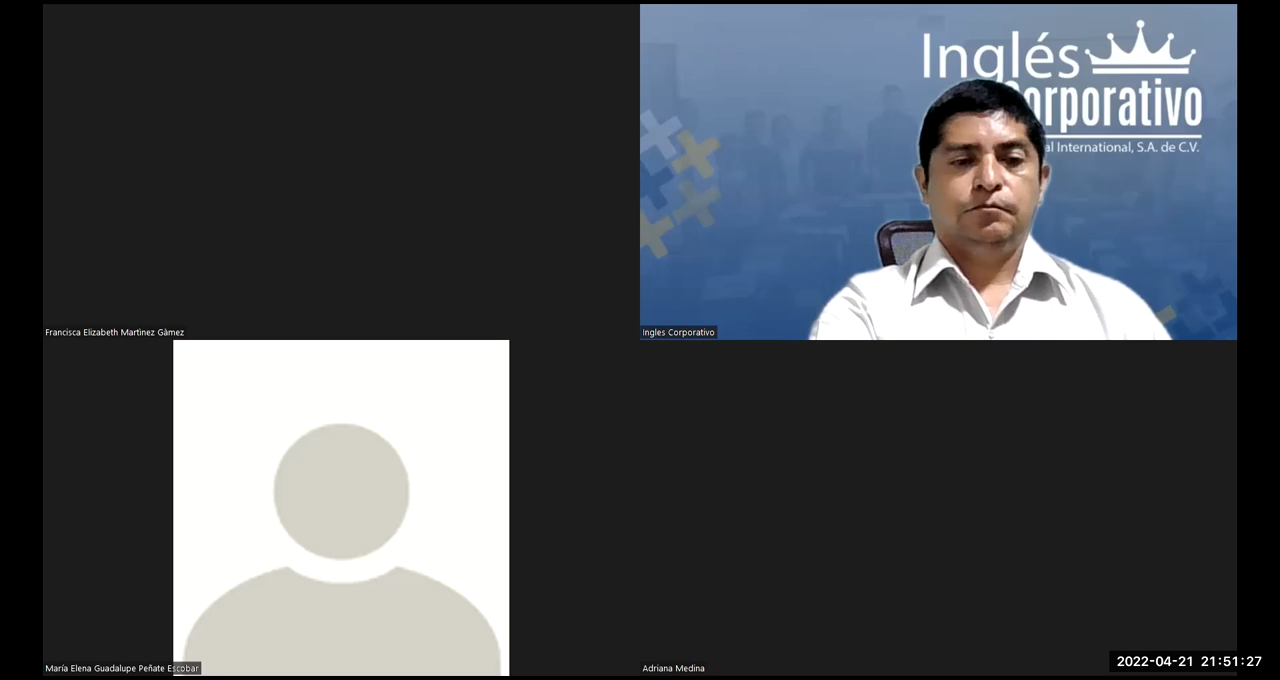 Inglés
Corporativo
al International, S.A. de C.V.
Francisca Elizabeth Martìnez Gàmez
Ingles Corporativo
María Elena Guadalupe Peñate Escobar
Adriana Medina
2022-04-21 21:51:27